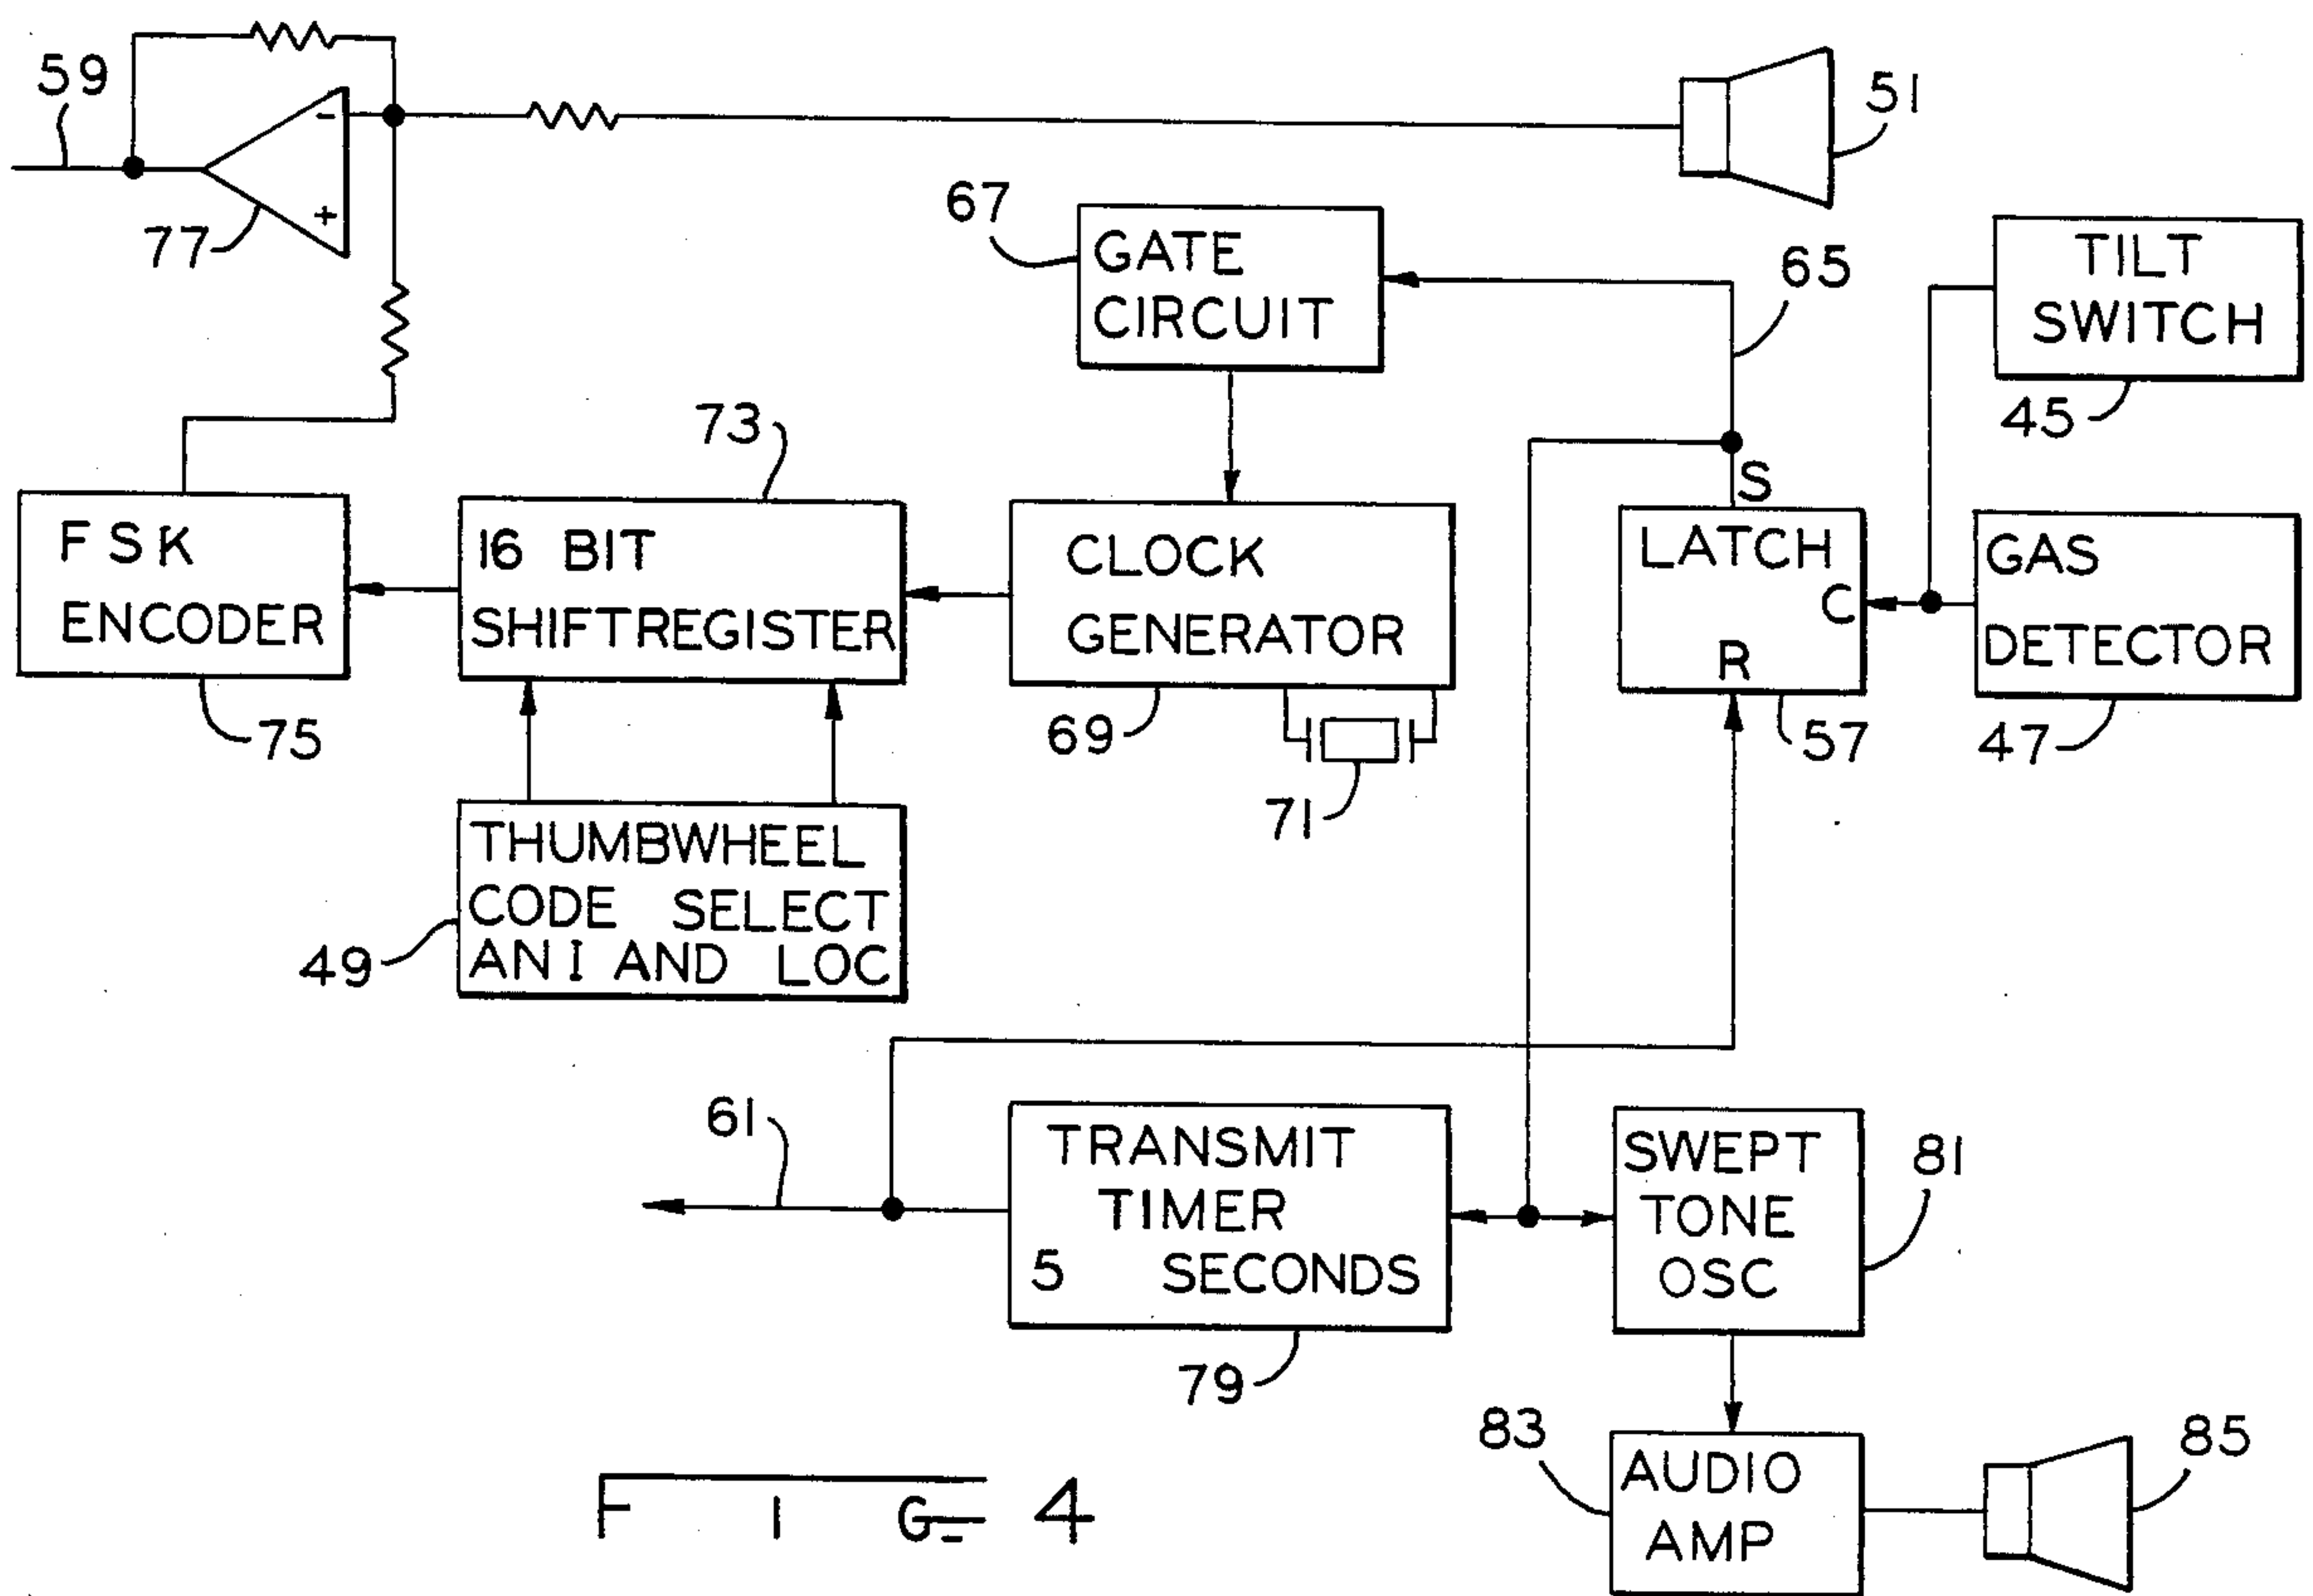 59
-
+
77
51
67
GATE
CIRCUIT
65
TILT
SWITCH
45
73
S
FSK
ENCODER
75
16 BIT
SHIFTREGISTER
CLOCK
GENERATOR
69
71
LATCH
C
R
57
GAS
DETECTOR
47
THUMBWHEEL
CODE SELECT
ANI AND LOC
49
61
TRANSMIT
TIMER
5 SECONDS
79
SWEPT
TONE
OSC
81
83
AUDIO
AMP
85
FIG_ 4